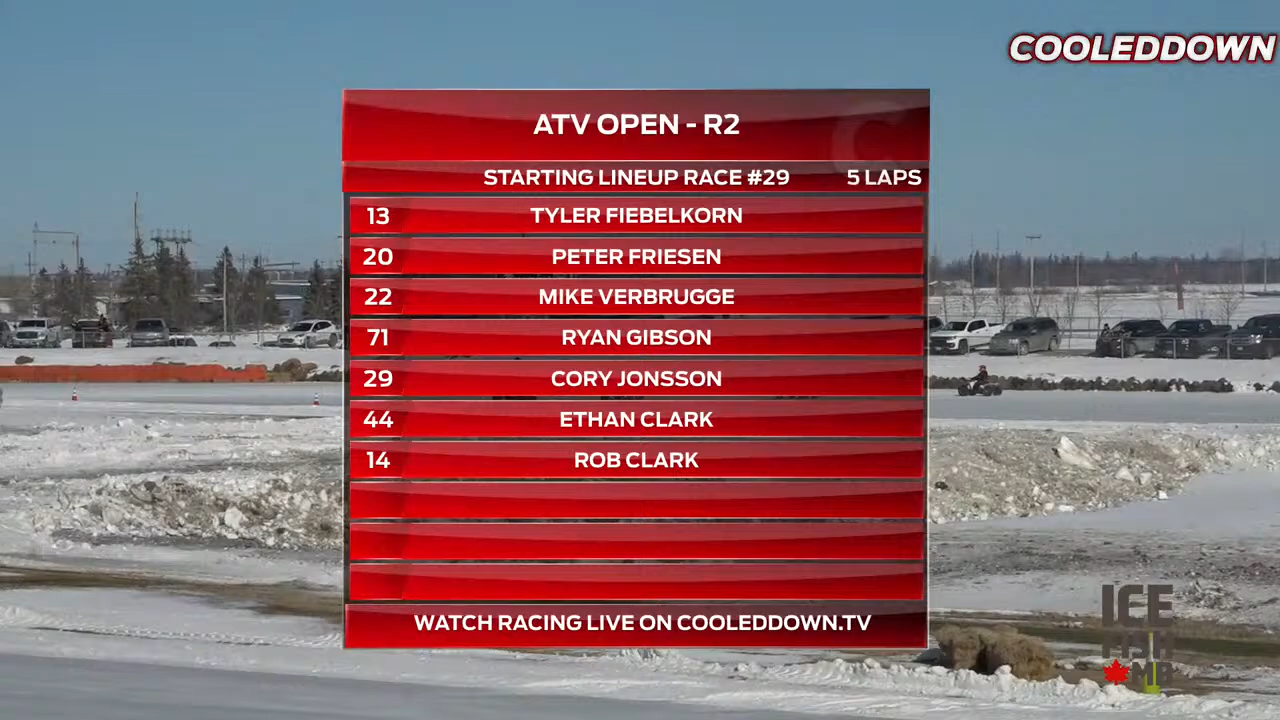 COOLEDDOWN
ATV OPEN - R2
STARTING LINEUP RACE #29 5 LAPS
13 TYLER FIEBELKORN
20 PETER FRIESEN
22 MIKE VERBRUGGE
71 RYAN GIBSON
29 CORY JONSSON
44 ETHAN CLARK
14 ROB CLARK
WATCH RACING LIVE ON COOLEDDOWN.TV
ICE
FISH
MB